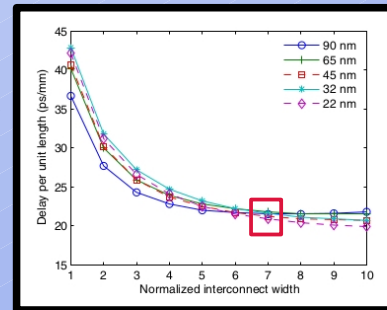 45
40
35
30
25
20
15
Delay per unit length (ps/mm)
90 nm
65 nm
45 nm
32 nm
22 nm
1 2 3 4 5 6 7 8 9 10
Normalized interconnect width